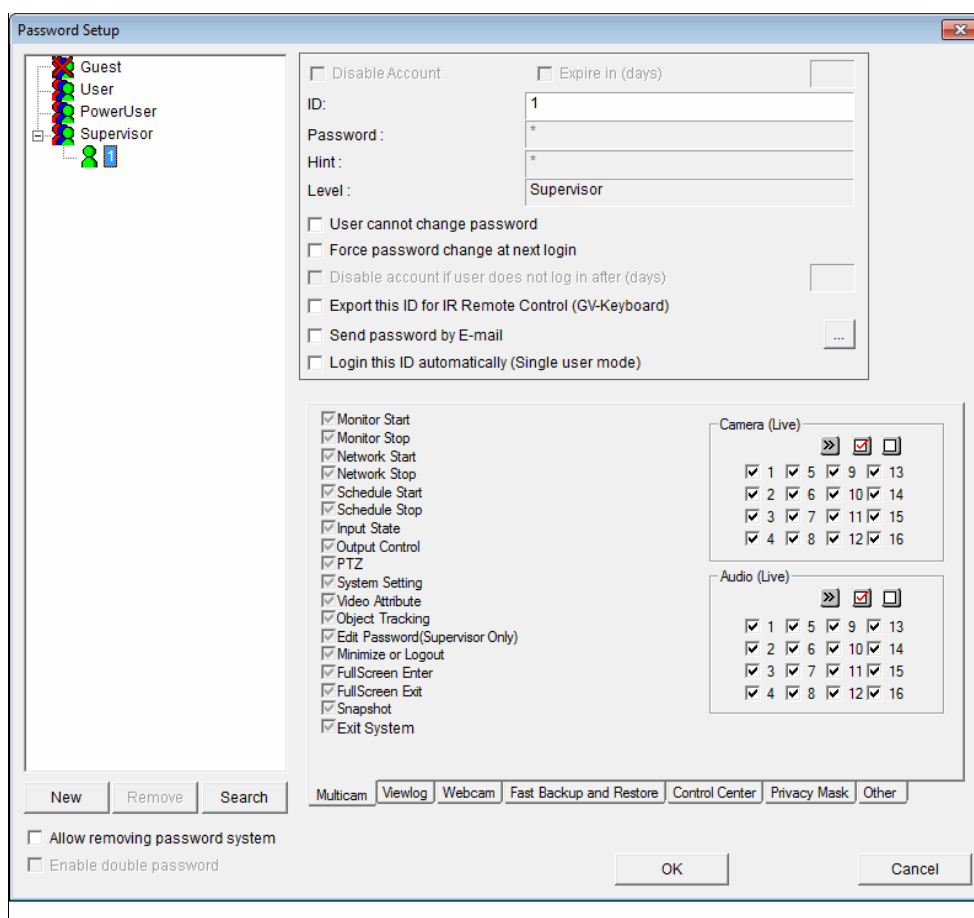 Password Setup
Guest
User
PowerUser
Supervisor
1
Disable Account
Expire in (days)
ID:
1
Password :
*
Hint :
*
Level :
Supervisor
User cannot change password
Force password change at next login
Disable account if user does not log in after (days)
Export this ID for IR Remote Control (GV-Keyboard)
Send password by E-mail
...
Login this ID automatically (Single user mode)
Monitor Start
Monitor Stop
Network Start
Network Stop
Schedule Start
Schedule Stop
Input State
Output Control
PTZ
System Setting
Video Attribute
Object Tracking
Edit Password(Supervisor Only)
Minimize or Logout
FullScreen Enter
FullScreen Exit
Snapshot
Exit System
Camera (Live)
1 5 9 13
2 6 10 14
3 7 11 15
4 8 12 16
Audio (Live)
1 5 9 13
2 6 10 14
3 7 11 15
4 8 12 16
Multicam Viewlog Webcam Fast Backup and Restore Control Center Privacy Mask Other
New Remove Search
Allow removing password system
Enable double password
OK Cancel